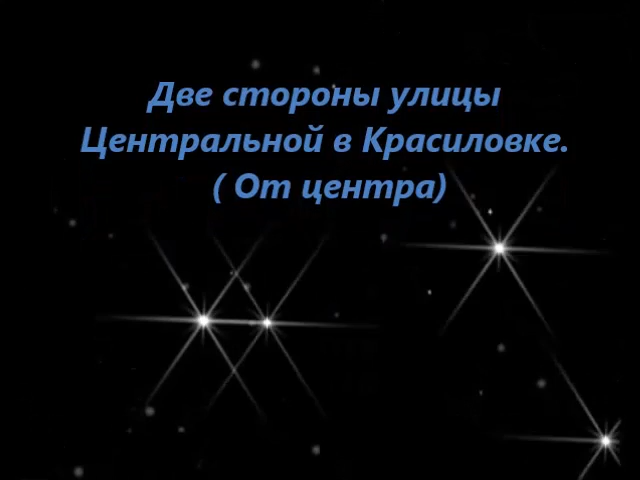 Две стороны улицы
Центральной в Красиловке.
( От центра)